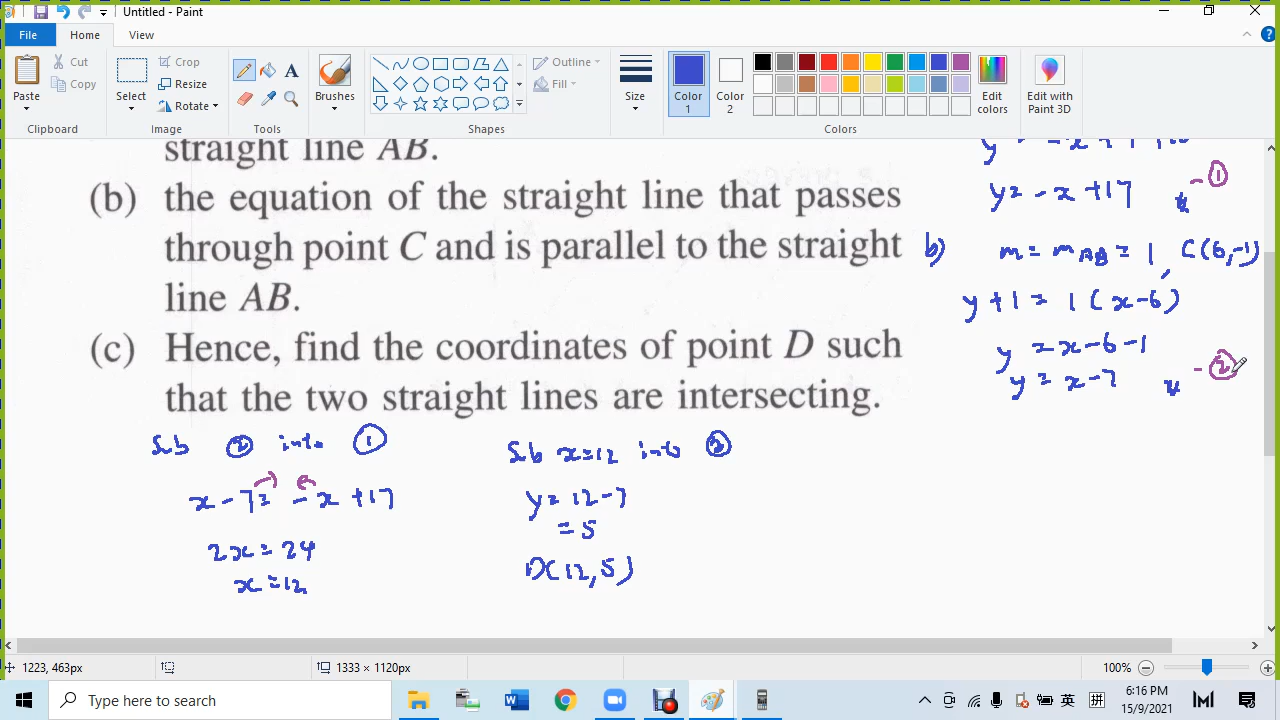 Untitled - Paint
File
Home
View
Paste
Cut
Copy
Clipboard
Select
Crop
Resize
Rotate
Image
Tools
Brushes
Shapes
Outline
Fill
Size
Color 1
Color 2
Edit colors
Edit with Paint 3D
Colors
straight line AB.
(b) the equation of the straight line that passes
through point C and is parallel to the straight
line AB.
(c) Hence, find the coordinates of point D such
that the two straight lines are intersecting.
y = -x + 17 - ①
b) m = mAB = 1, C(6,-1)
y + 1 = 1 (x-6)
y = x - 6 - 1
y = x - 7 - ②
Sub ② into ①
x - 7 = -x + 17
2x = 24
x = 12
Sub x=12 into ②
y = 12 - 7
= 5
D(12,5)
1223, 463px
1333 × 1120px
100%
Type here to search
英
拼
6:16 PM
15/9/2021